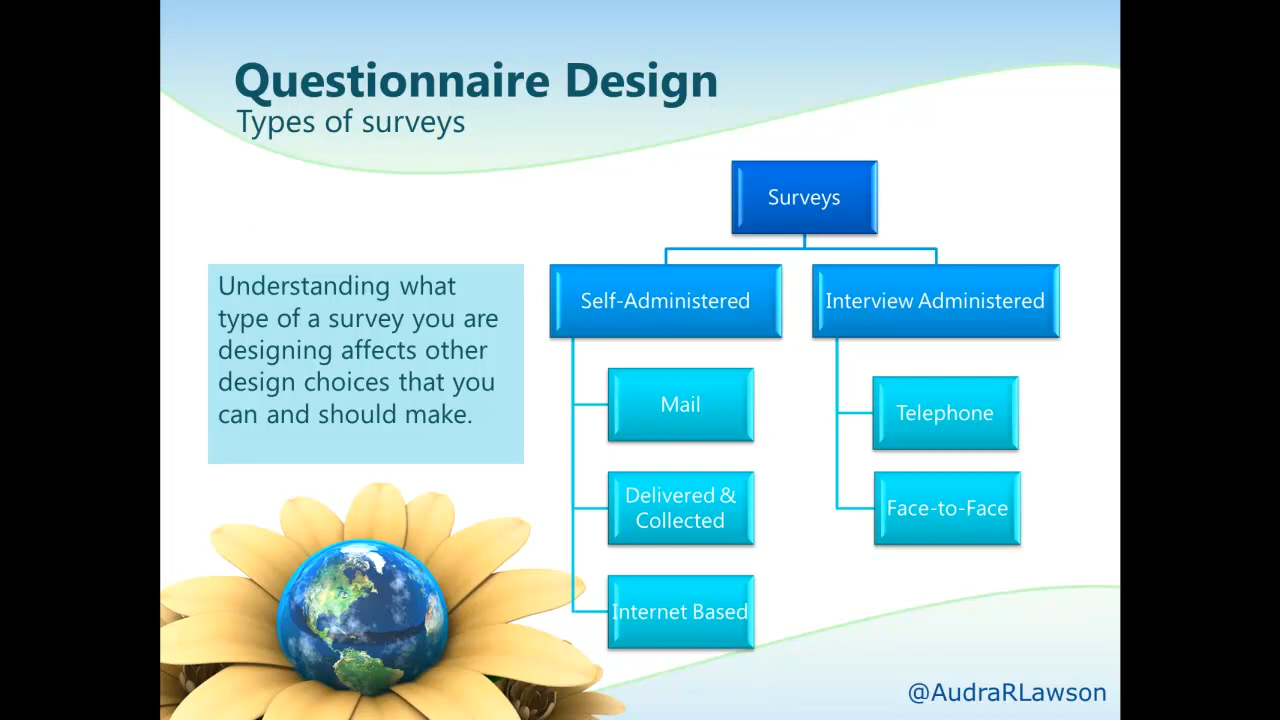 Questionnaire Design
Types of surveys
Surveys
Understanding what
type of a survey you are
designing affects other
design choices that you
can and should make.
Self-Administered
Interview Administered
Mail
Delivered &
Collected
Internet Based
Telephone
Face-to-Face
@AudraRLawson